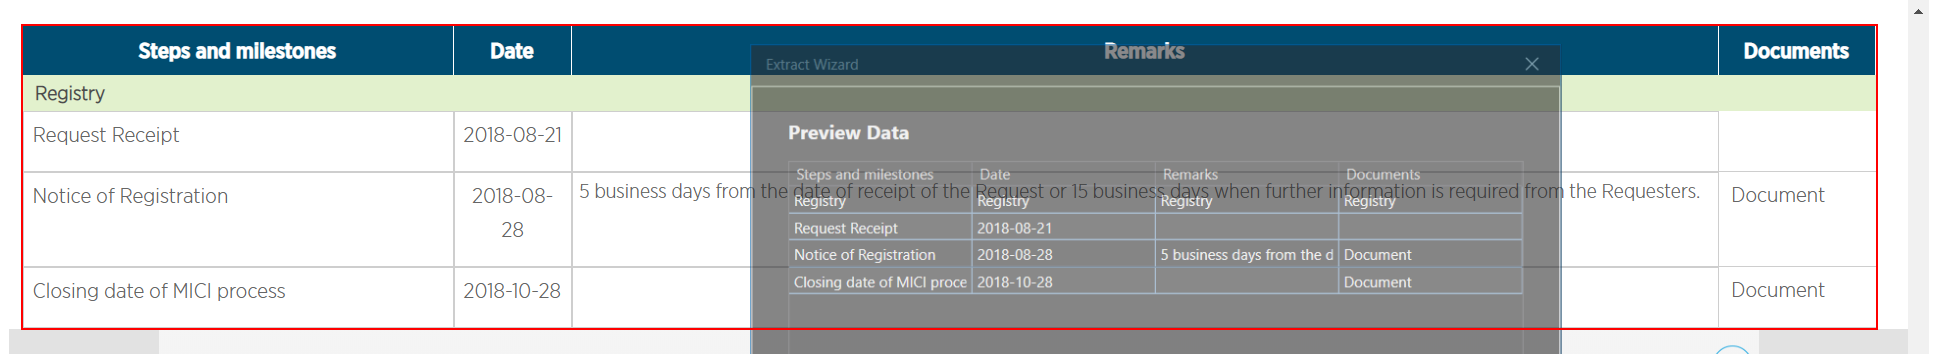 Steps and milestones Date Remarks Documents
Extract Wizard
Registry
Request Receipt 2018-08-21
Preview Data
Steps and milestones Date Remarks Documents
Notice of Registration 2018-08-
28 5 business days from the date of receipt of the Request or 15 business days when further information is required from the Requesters. Document
Registry Registry Registry Registry
Request Receipt 2018-08-21
Notice of Registration 2018-08-28 5 business days from the d Document
Closing date of MICI proce 2018-10-28 Document
Closing date of MICI process 2018-10-28 Document